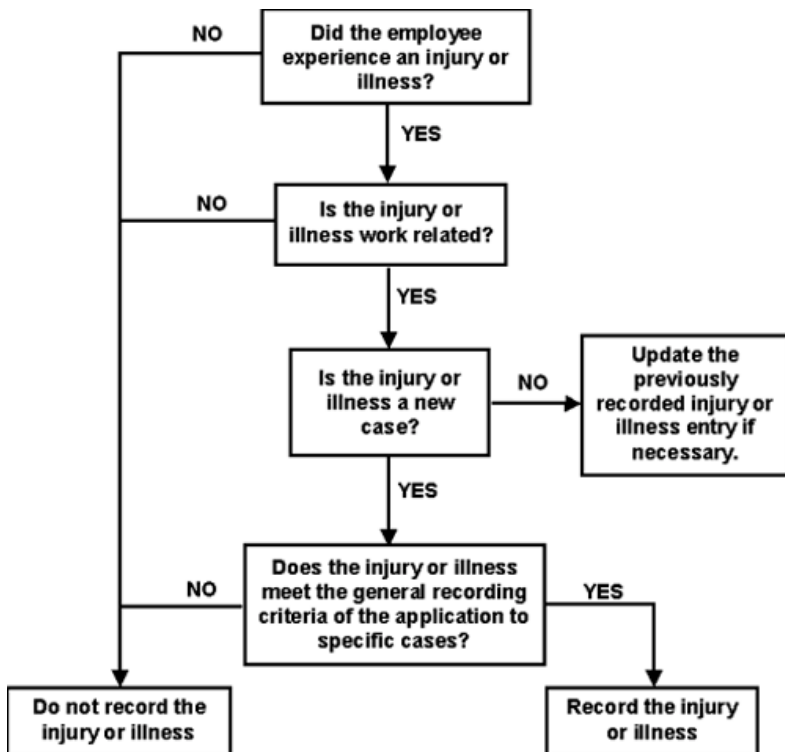 NO
Did the employee
experience an injury or
illness?
YES
NO
Is the injury or
illness work related?
YES
Is the injury or
illness a new
case?
NO
Update the
previously
recorded injury or
illness entry if
necessary.
YES
NO
Does the injury or illness
meet the general recording
criteria of the application to
specific cases?
YES
Do not record the
injury or illness
Record the injury
or illness